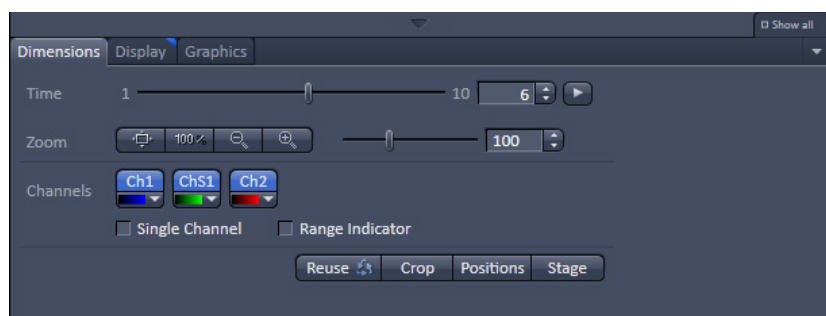 Show all
Dimensions Display Graphics
Time 1 10 6
Zoom 100% 100
Channels Ch1 ChS1 Ch2
Single Channel Range Indicator
Reuse Crop Positions Stage